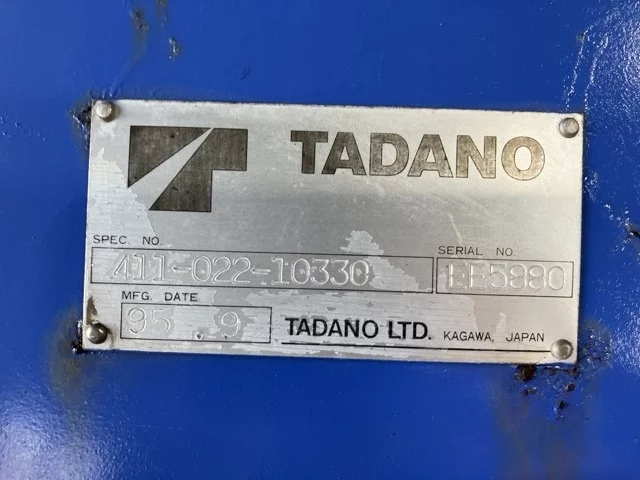 TADANO
SPEC. NO.
SERIAL NO.
411-022-10330
EE5880
MFG. DATE
95.9
TADANO LTD. KAGAWA, JAPAN